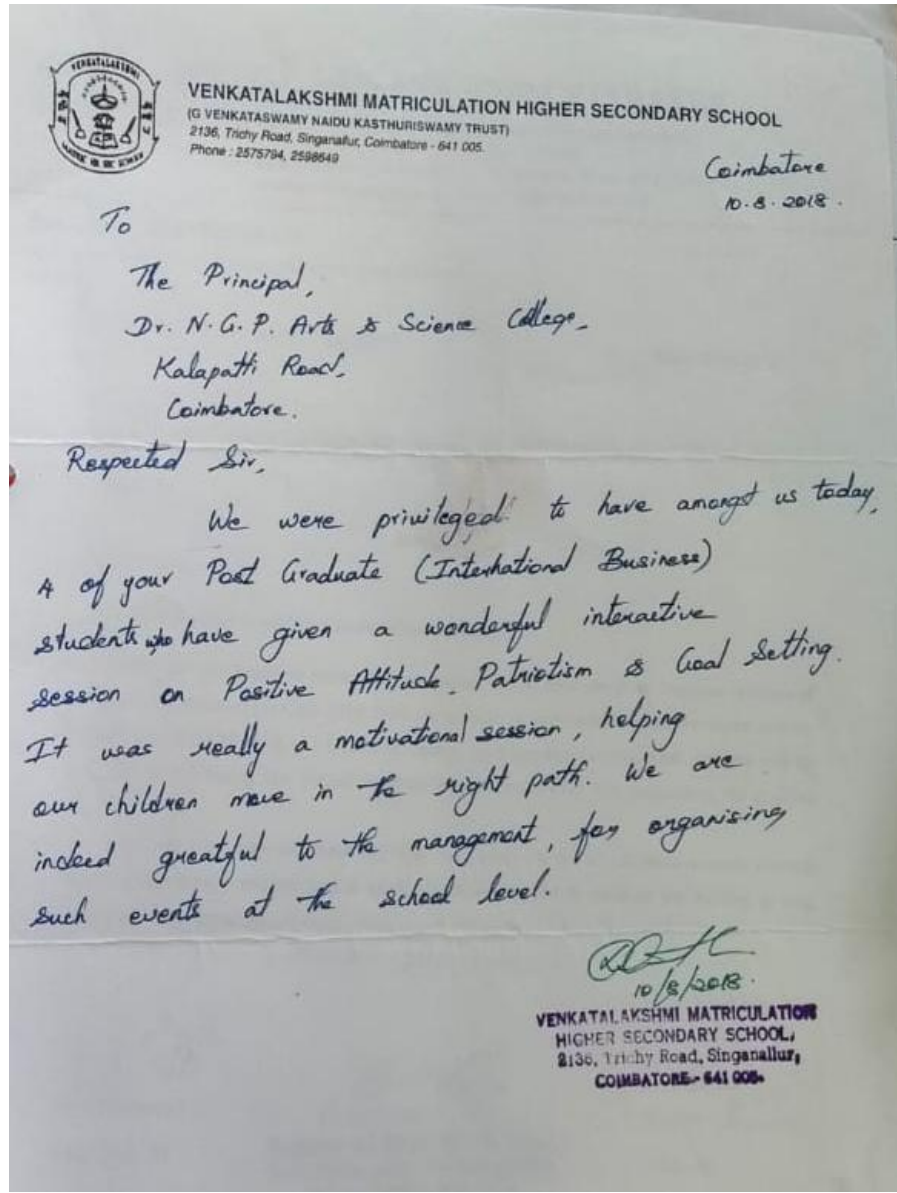 VENKATALAKSHMI
VENKATALAKSHMI MATRICULATION HIGHER SECONDARY SCHOOL
(G VENKATASWAMY NAIDU KASTHURISWAMY TRUST)
2136, Trichy Road, Singanallur, Coimbatore - 641 005.
Phone : 2575794, 2598649
Coimbatore
10.8.2018.
To
The Principal,
Dr. N.G.P. Arts & Science College,
Kalapatti Road,
Coimbatore.
Respected Sir,
We were privileged to have amongst us today,
4 of your Post Graduate (International Business)
students who have given a wonderful interactive
session on Positive Attitude, Patriotism & Goal Setting.
It was really a motivational session, helping
our children move in the right path. We are
indeed greatful to the management, for organising
such events at the school level.
10/8/2018.
VENKATALAKSHMI MATRICULATION
HIGHER SECONDARY SCHOOL,
2136, Trichy Road, Singanallur,
COIMBATORE - 641 005.